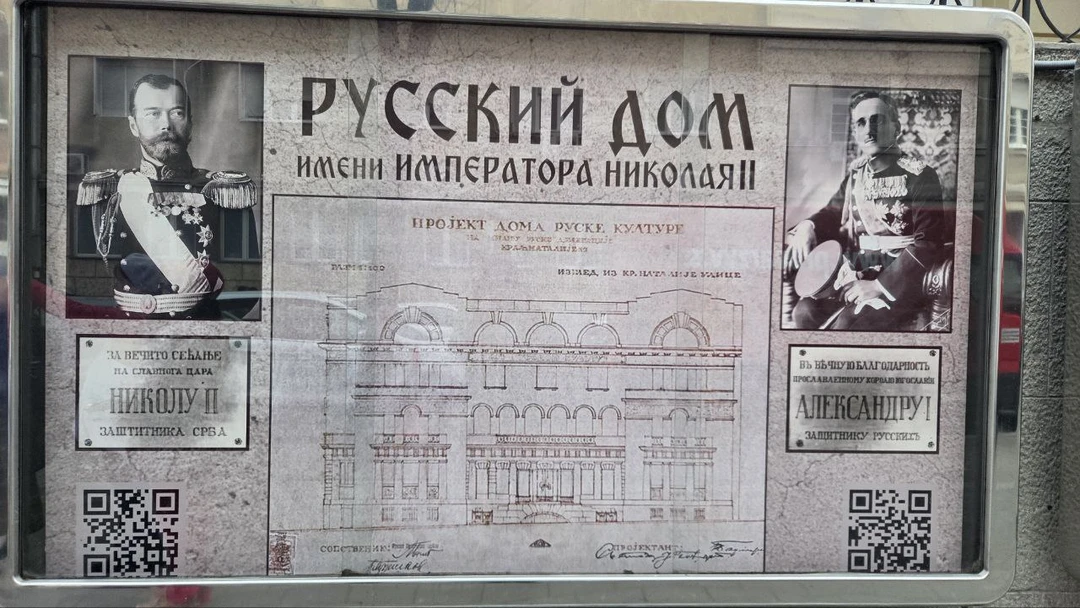 РУССКИЙ ДОМ
ИМЕНИ ИМПЕРАТОРА НИКОЛАЯ II
ПРОЈЕКТ ДОМА РУСКЕ КУЛТУРЕ
ИЗГЛЕД ИЗ КР. НАТАЛИЈЕ УЛИЦЕ
ЗА ВЕЧИТО СЕЋАЊЕ
НА СЛАВНОГА ЦАРА
НИКОЛУ II
ЗАШТИТНИКА СРБА
ВЪ ВѢЧНУЮ БЛАГОДАРНОСТЬ
ПРОСЛАВЛЕННОМУ КОРОЛЮ ЮГОСЛАВІИ
АЛЕКСАНДРУ I
ЗАЩИТНИКУ РУССКИХЪ
СОПСТВЕНИК:
ПРОЈЕКТАНТ